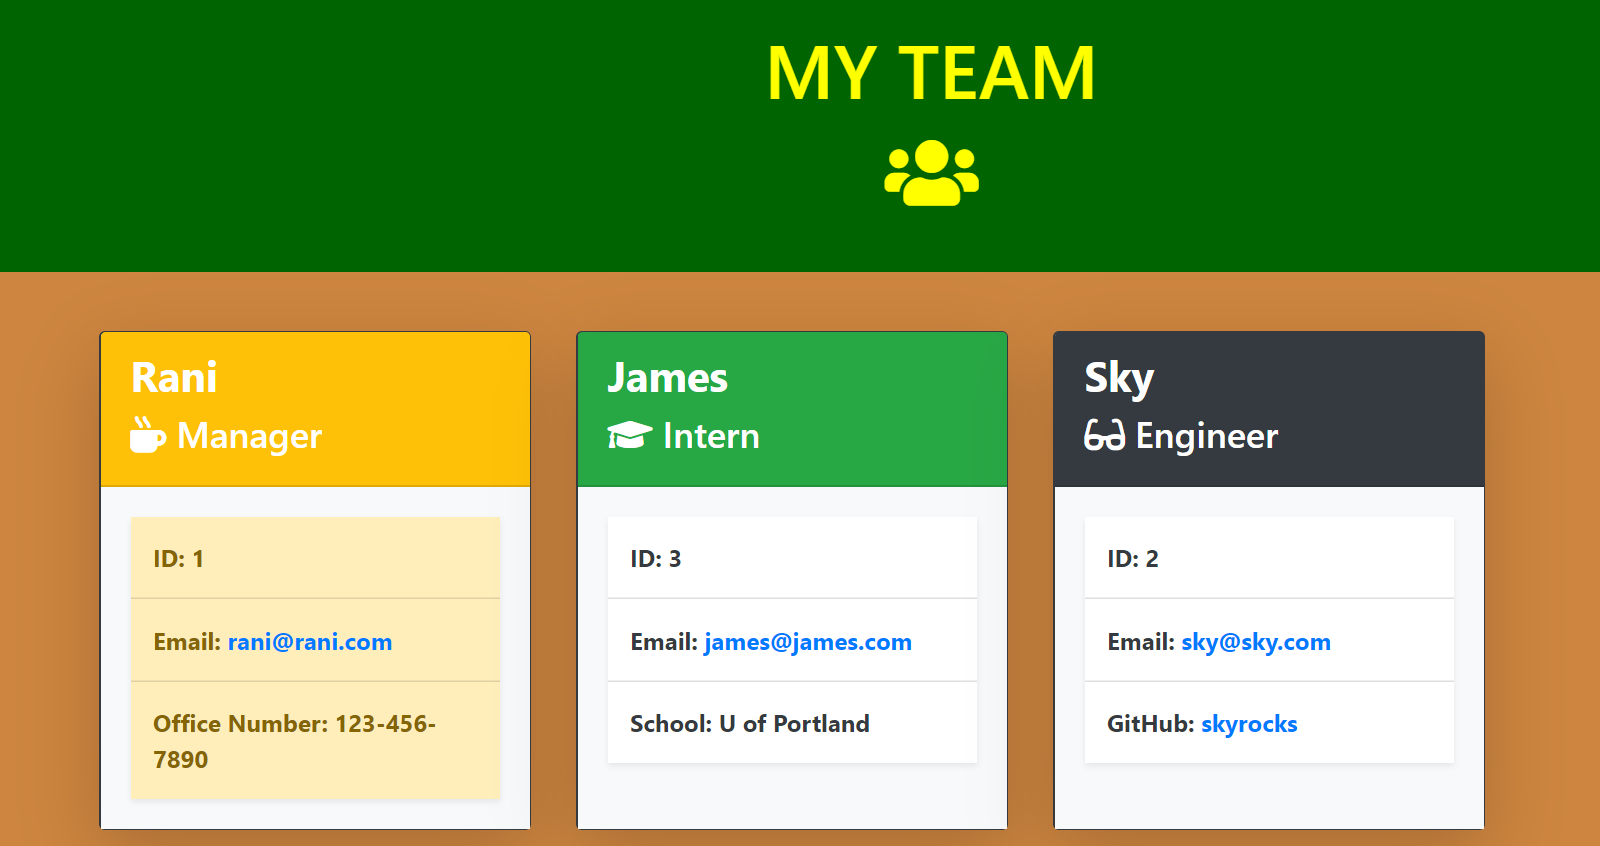 MY TEAM
Rani
Manager
ID: 1
Email: rani@rani.com
Office Number: 123-456-
7890
James
Intern
ID: 3
Email: james@james.com
School: U of Portland
Sky
Engineer
ID: 2
Email: sky@sky.com
GitHub: skyrocks